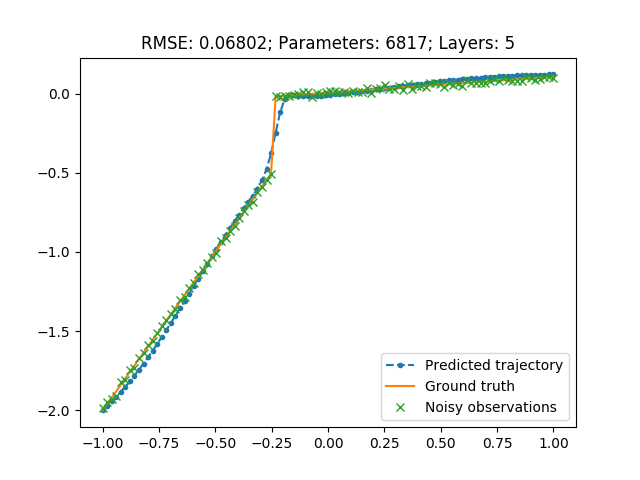 RMSE: 0.06802; Parameters: 6817; Layers: 5
0.0
−0.5
−1.0
−1.5
−2.0
Predicted trajectory
Ground truth
Noisy observations
−1.00 −0.75 −0.50 −0.25 0.00 0.25 0.50 0.75 1.00